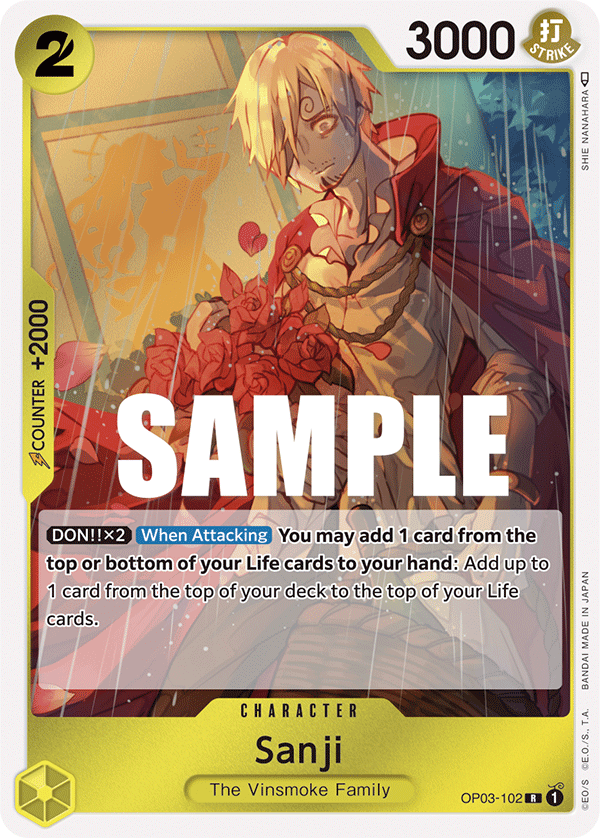 2
3000
打
STRIKE
SHIE NANAHARA
COUNTER +2000
SAMPLE
DON!!×2 When Attacking You may add 1 card from the
top or bottom of your Life cards to your hand: Add up to
1 card from the top of your deck to the top of your Life
cards.
CHARACTER
Sanji
The Vinsmoke Family
OP03-102 R 1
©EO/S ©E.O./S., T.A. BANDAI MADE IN JAPAN